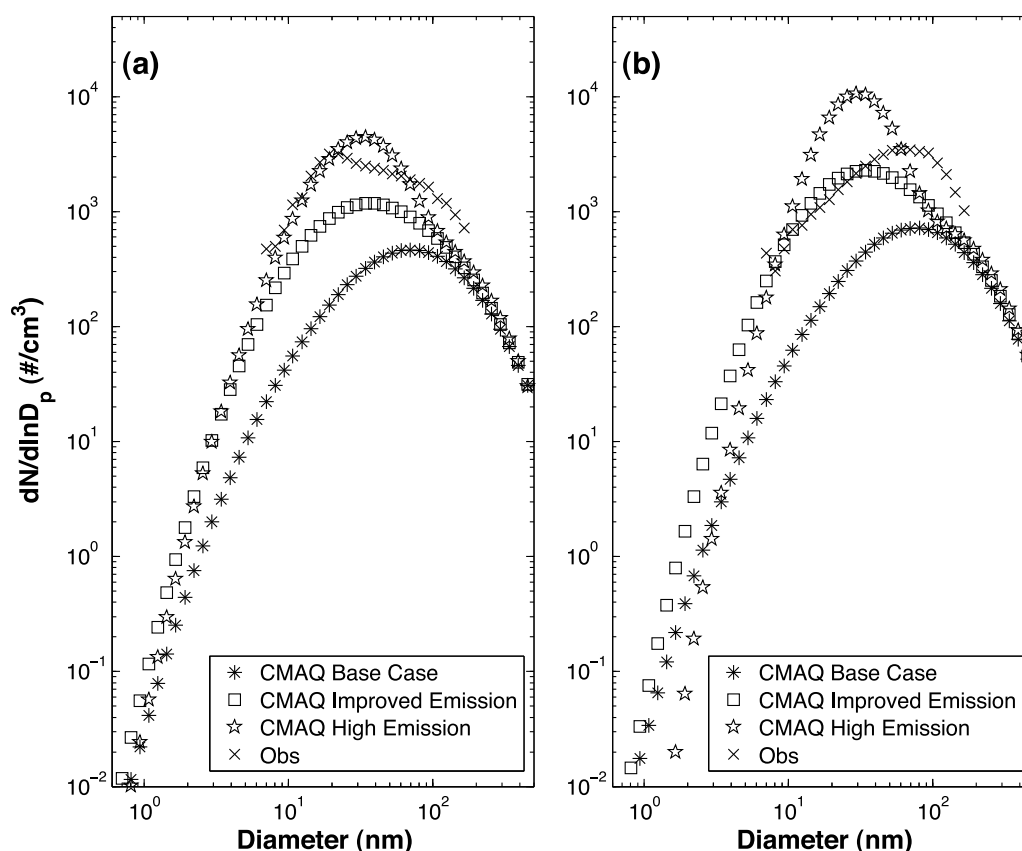 (a)
(b)
dN/dlnD_p (#/cm^3)
10^4
10^3
10^2
10^1
10^0
10^-1
10^-2
10^4
10^3
10^2
10^1
10^0
10^-1
10^-2
CMAQ Base Case
CMAQ Improved Emission
CMAQ High Emission
Obs
CMAQ Base Case
CMAQ Improved Emission
CMAQ High Emission
Obs
10^0 10^1 10^2
10^0 10^1 10^2
Diameter (nm)
Diameter (nm)